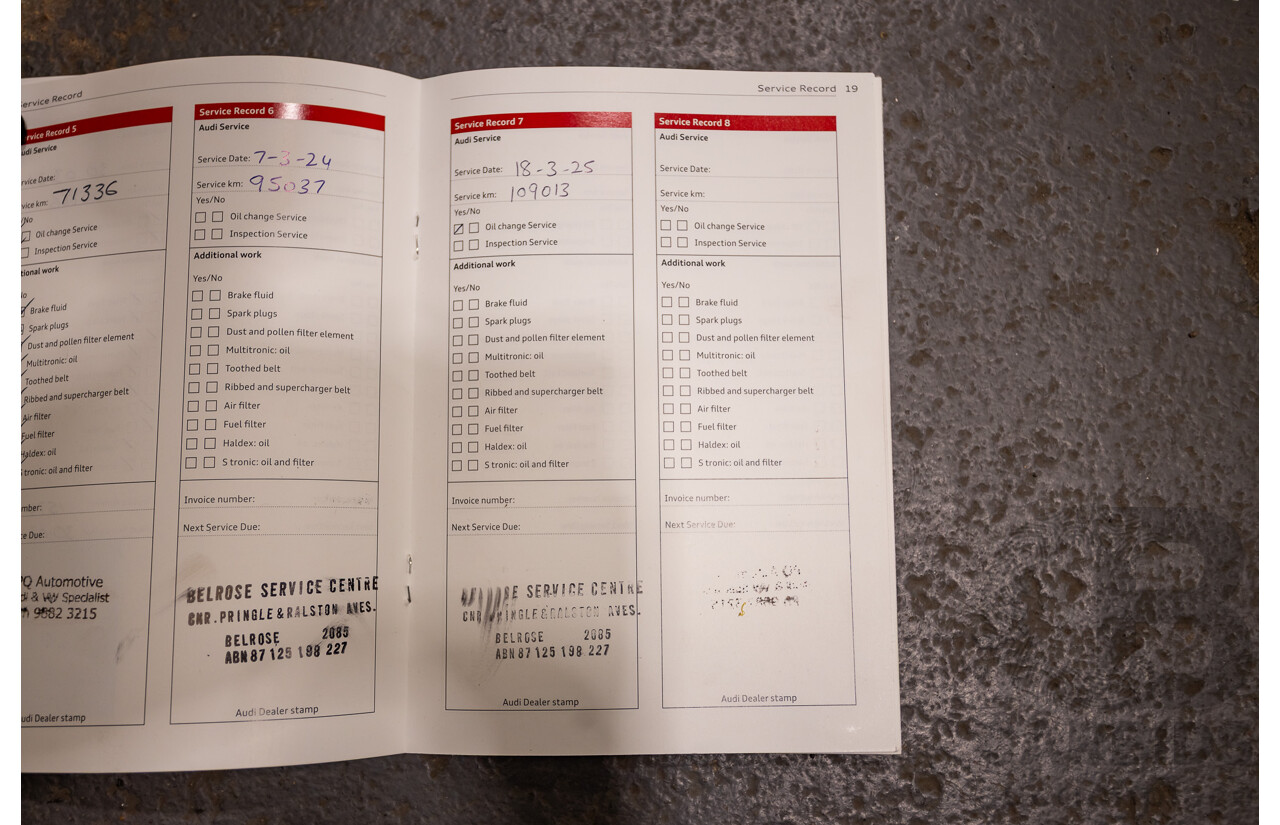 Service Record
Service Record 5
Audi Service
Service Date:
Service km: 71336
Yes/No
Oil change Service
Inspection Service
Additional work
Yes/No
Brake fluid
Spark plugs
Dust and pollen filter element
Multitronic: oil
Toothed belt
Ribbed and supercharger belt
Air filter
Fuel filter
Haldex: oil
S tronic: oil and filter
Invoice number:
Next Service Due:
Automotive
Specialist
9882 3215
Audi Dealer stamp
Service Record 6
Audi Service
Service Date: 7-3-24
Service km: 95037
Yes/No
Oil change Service
Inspection Service
Additional work
Yes/No
Brake fluid
Spark plugs
Dust and pollen filter element
Multitronic: oil
Toothed belt
Ribbed and supercharger belt
Air filter
Fuel filter
Haldex: oil
S tronic: oil and filter
Invoice number:
Next Service Due:
BELROSE SERVICE CENTRE
CNR. PRINGLE & RALSTON AVES.
BELROSE 2085
ABN 87 125 198 227
Audi Dealer stamp
Service Record 19
Service Record 7
Audi Service
Service Date: 18-3-25
Service km: 109013
Yes/No
Oil change Service
Inspection Service
Additional work
Yes/No
Brake fluid
Spark plugs
Dust and pollen filter element
Multitronic: oil
Toothed belt
Ribbed and supercharger belt
Air filter
Fuel filter
Haldex: oil
S tronic: oil and filter
Invoice number:
Next Service Due:
SERVICE CENTRE
CNR PRINGLE & RALSTON AVES.
BELROSE 2085
ABN 87 125 198 227
Audi Dealer stamp
Service Record 8
Audi Service
Service Date:
Service km:
Yes/No
Oil change Service
Inspection Service
Additional work
Yes/No
Brake fluid
Spark plugs
Dust and pollen filter element
Multitronic: oil
Toothed belt
Ribbed and supercharger belt
Air filter
Fuel filter
Haldex: oil
S tronic: oil and filter
Invoice number:
Next Service Due:
Audi Dealer stamp